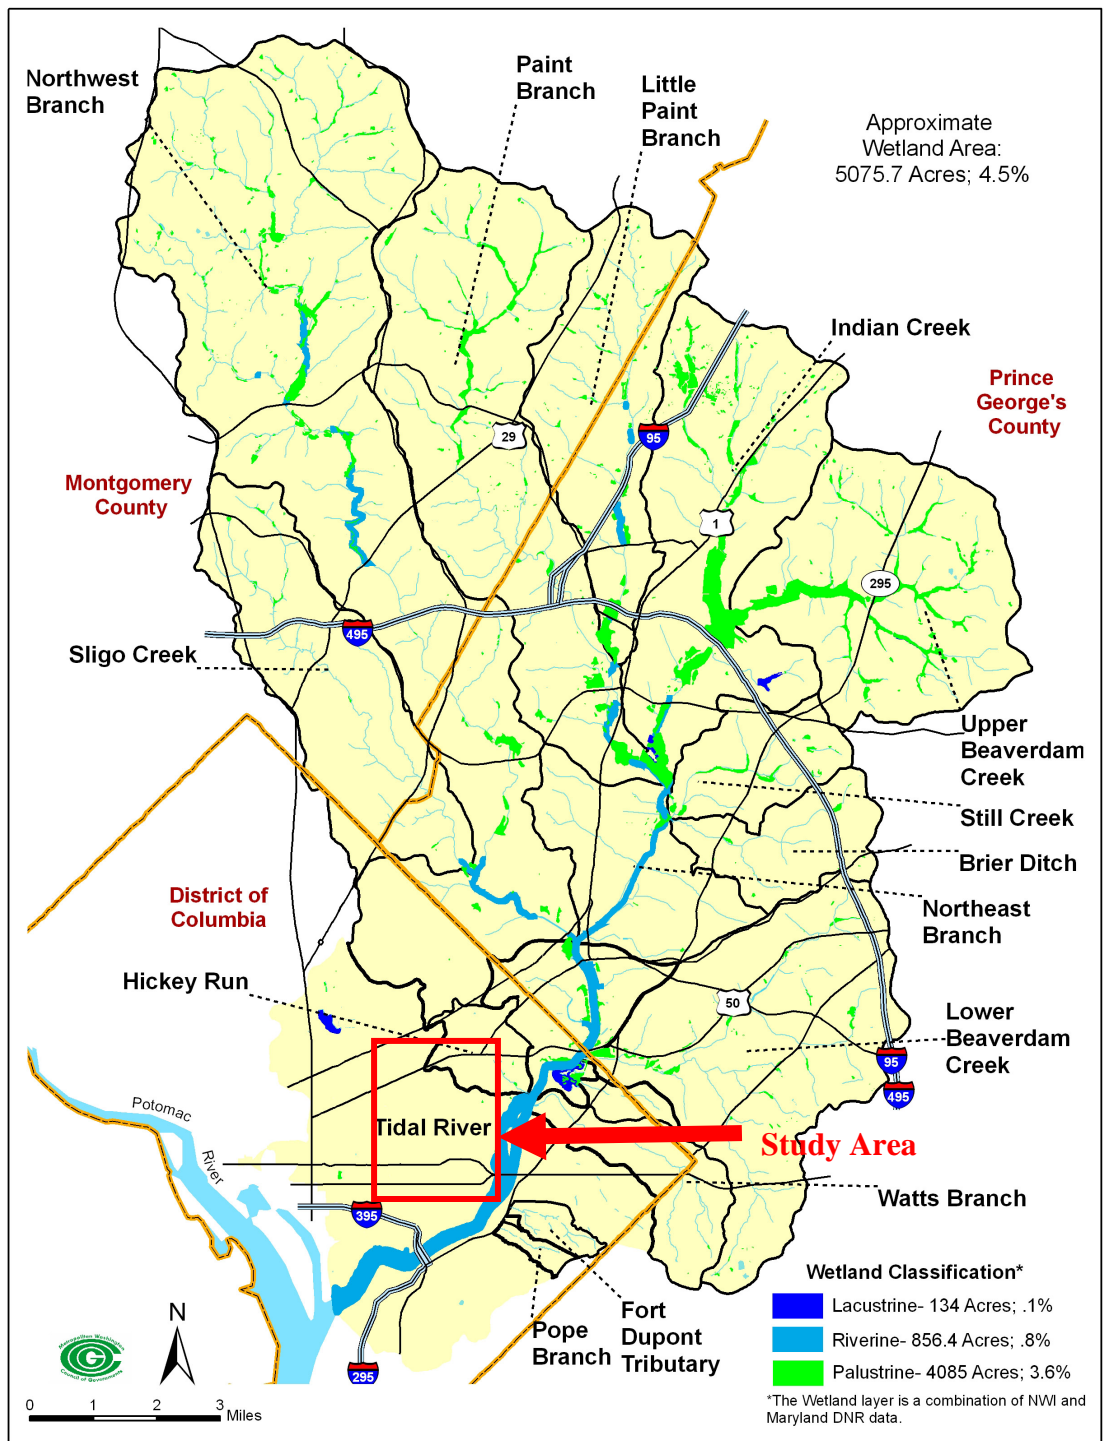 Northwest
Branch
Paint
Branch
Little
Paint
Branch
Approximate
Wetland Area:
5075.7 Acres; 4.5%
Indian Creek
Prince
George's
County
29
95
Montgomery
County
1
295
495
Sligo Creek
Upper
Beaverdam
Creek
Still Creek
Brier Ditch
District of
Columbia
Northeast
Branch
Hickey Run
50
Lower
Beaverdam
Creek
95
495
Potomac
River
Tidal River
Study Area
Watts Branch
395
Wetland Classification*
Lacustrine- 134 Acres; .1%
Riverine- 856.4 Acres; .8%
Palustrine- 4085 Acres; 3.6%
*The Wetland layer is a combination of NWI and
Maryland DNR data.
N
Pope
Branch
Fort
Dupont
Tributary
295
Metropolitan Washington
Council of Governments
0 1 2 3
Miles